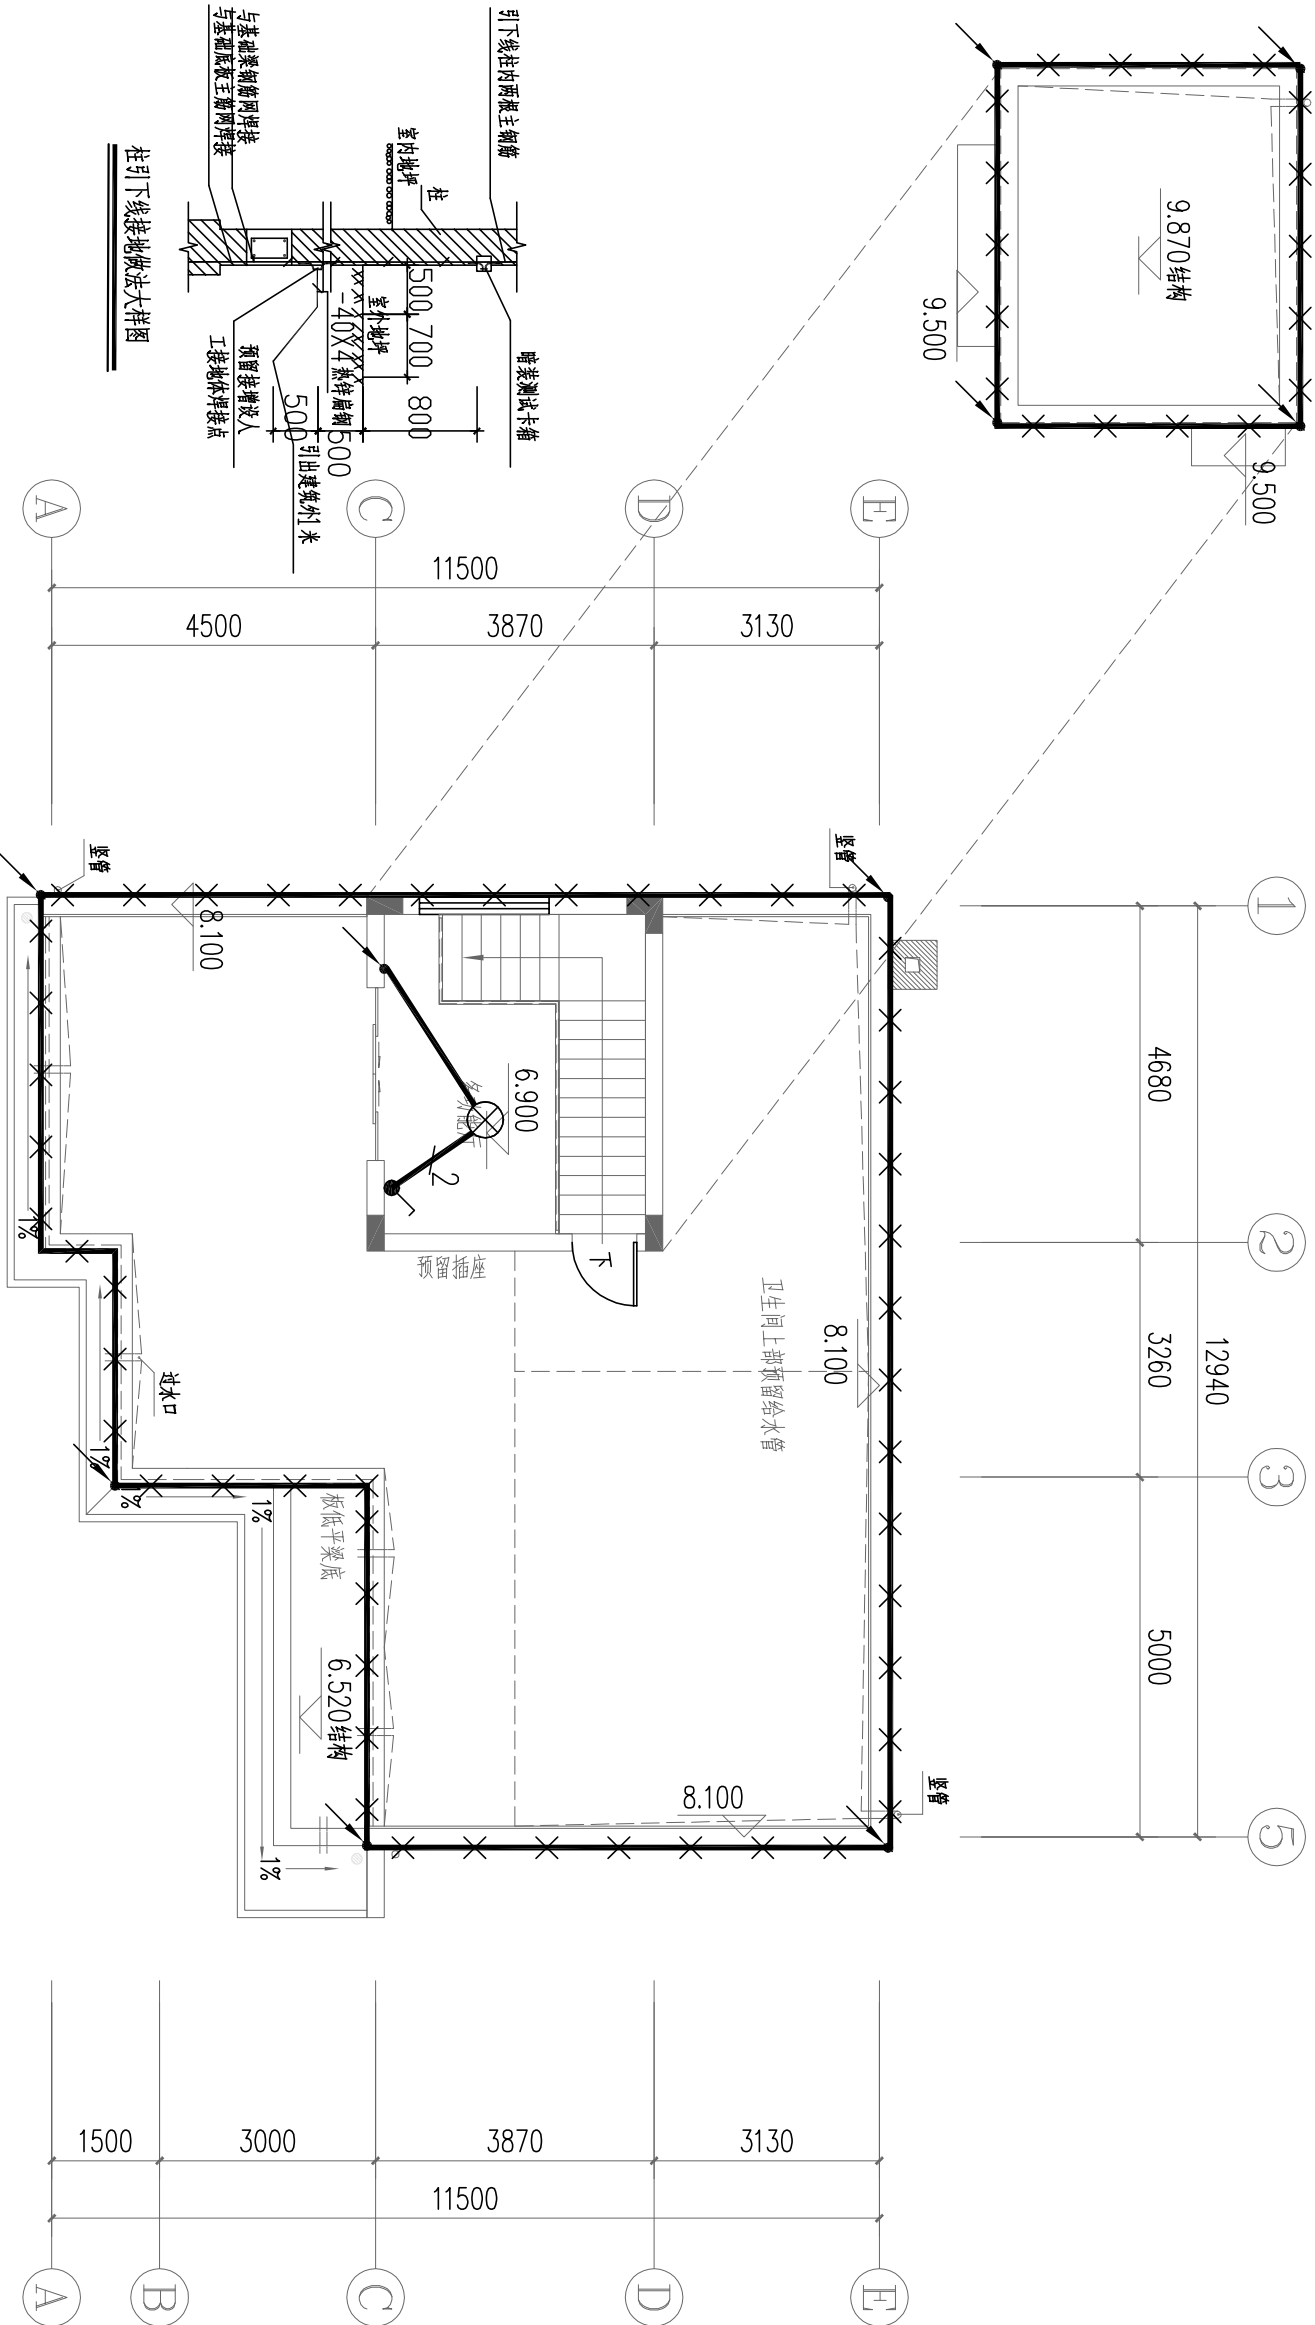 引下线柱内两根主钢筋
室内地坪
柱
与基础梁钢筋网焊接
与基础底板主筋网焊接
柱引下线接地做法大样图
500
700
800
室外地坪
-40X4热锌扁钢
500
500
暗装测试卡箱
预留接增设人
工接地体焊接点
引出建筑外1米
9.870结构
9.500
9.500
A
C
D
E
11500
4500
3870
3130
竖管
竖管
8.100
1
2
3
5
4680
3260
5000
12940
6.900
2
下
预留插座
卫生间上部预留给水管
8.100
过水口
1%
1%
1%
1%
板低平梁底
6.520结构
8.100
竖管
1%
1500
3000
3870
3130
11500
A
B
C
D
E